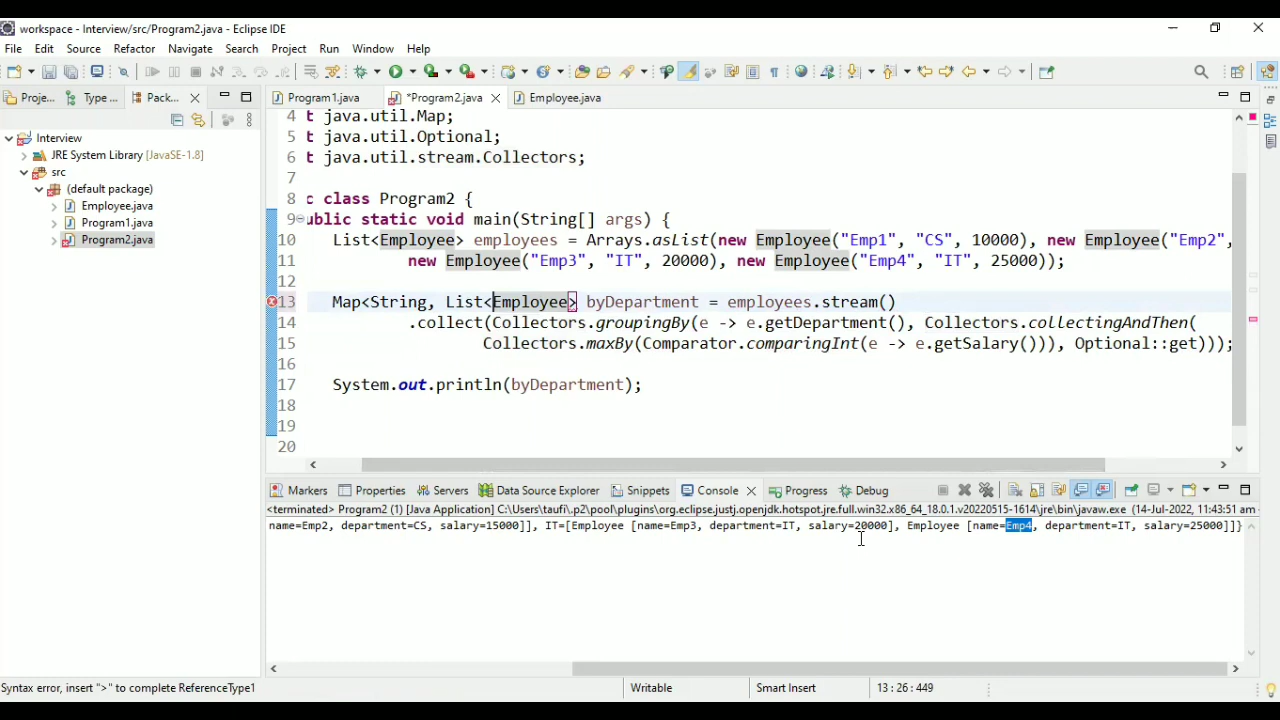 workspace - Interview/src/Program2.java - Eclipse IDE
File Edit Source Refactor Navigate Search Project Run Window Help
Proje... Type ... Pack... Program1.java *Program2.java Employee.java
Interview
JRE System Library [JavaSE-1.8]
src
(default package)
Employee.java
Program1.java
Program2.java
4 t java.util.Map;
5 t java.util.Optional;
6 t java.util.stream.Collectors;
7
8 c class Program2 {
9 ublic static void main(String[] args) {
10 List<Employee> employees = Arrays.asList(new Employee("Emp1", "CS", 10000), new Employee("Emp2",
11 new Employee("Emp3", "IT", 20000), new Employee("Emp4", "IT", 25000));
12
13 Map<String, List<Employee> byDepartment = employees.stream()
14 .collect(Collectors.groupingBy(e -> e.getDepartment(), Collectors.collectingAndThen(
15 Collectors.maxBy(Comparator.comparingInt(e -> e.getSalary())), Optional::get)));
16
17 System.out.println(byDepartment);
18
19
20
Markers Properties Servers Data Source Explorer Snippets Console Progress Debug
<terminated> Program2 (1) [Java Application] C:\Users\taufi\.p2\pool\plugins\org.eclipse.justj.openjdk.hotspot.jre.full.win32.x86_64_18.0.1.v20220515-1614\jre\bin\javaw.exe (14-Jul-2022, 11:43:51 am –
name=Emp2, department=CS, salary=15000]], IT=[Employee [name=Emp3, department=IT, salary=20000], Employee [name=Emp4, department=IT, salary=25000]]}
Syntax error, insert ">" to complete ReferenceType1 Writable Smart Insert 13 : 26 : 449